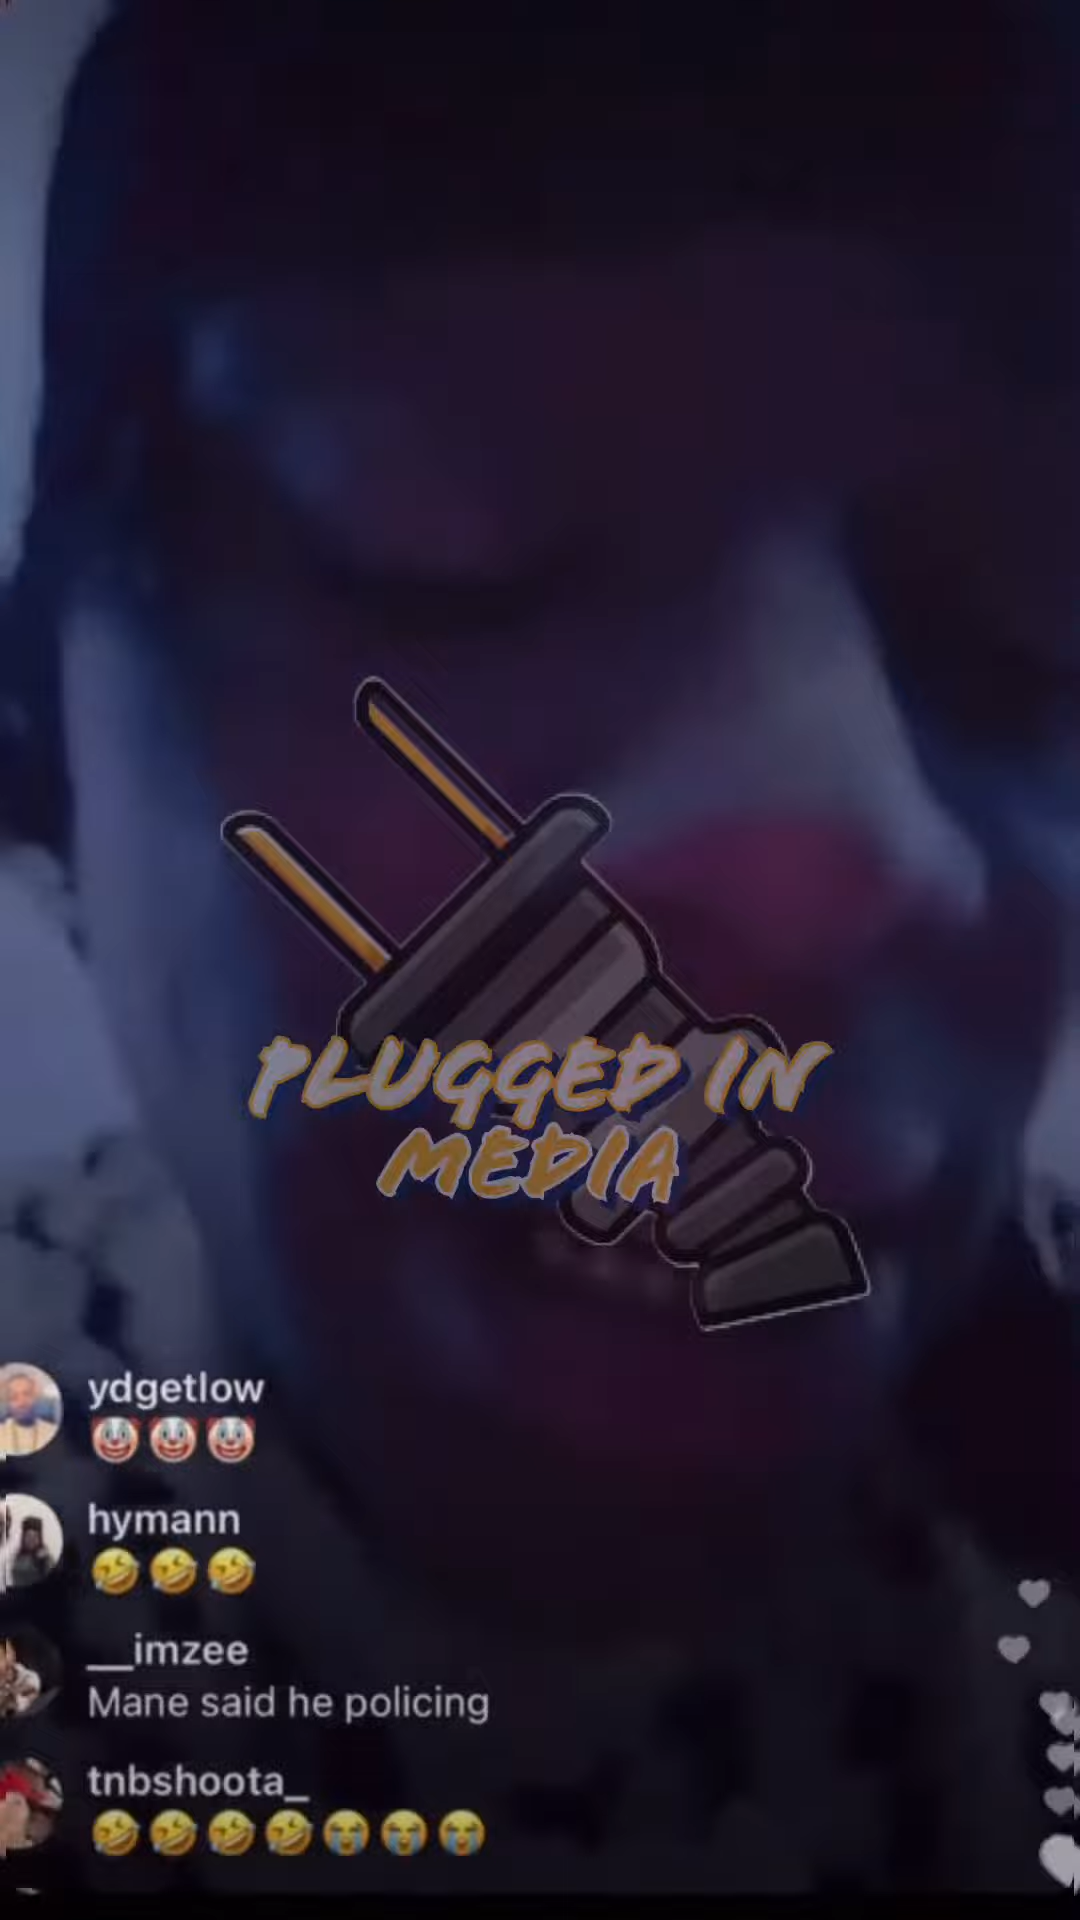 PLUGGED IN
MEDIA
ydgetlow
🤡🤡🤡
hymann
🤣🤣🤣
__imzee
Mane said he policing
tnbshoota_
🤣🤣🤣🤣😭😭😭